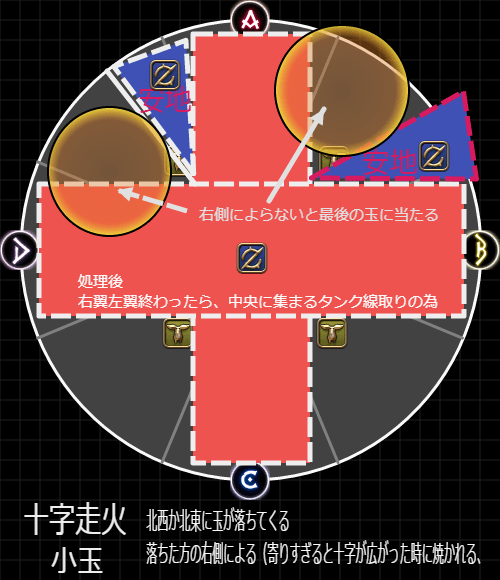 A
安地
安地
右側によらないと最後の玉に当たる
D
B
処理後
右翼左翼終わったら、中央に集まるタンク線取りの為
C
十字走火
小玉
北西か北東に玉が落ちてくる
落ちた方の右側による（寄りすぎると十字が広がった時に焼かれる、